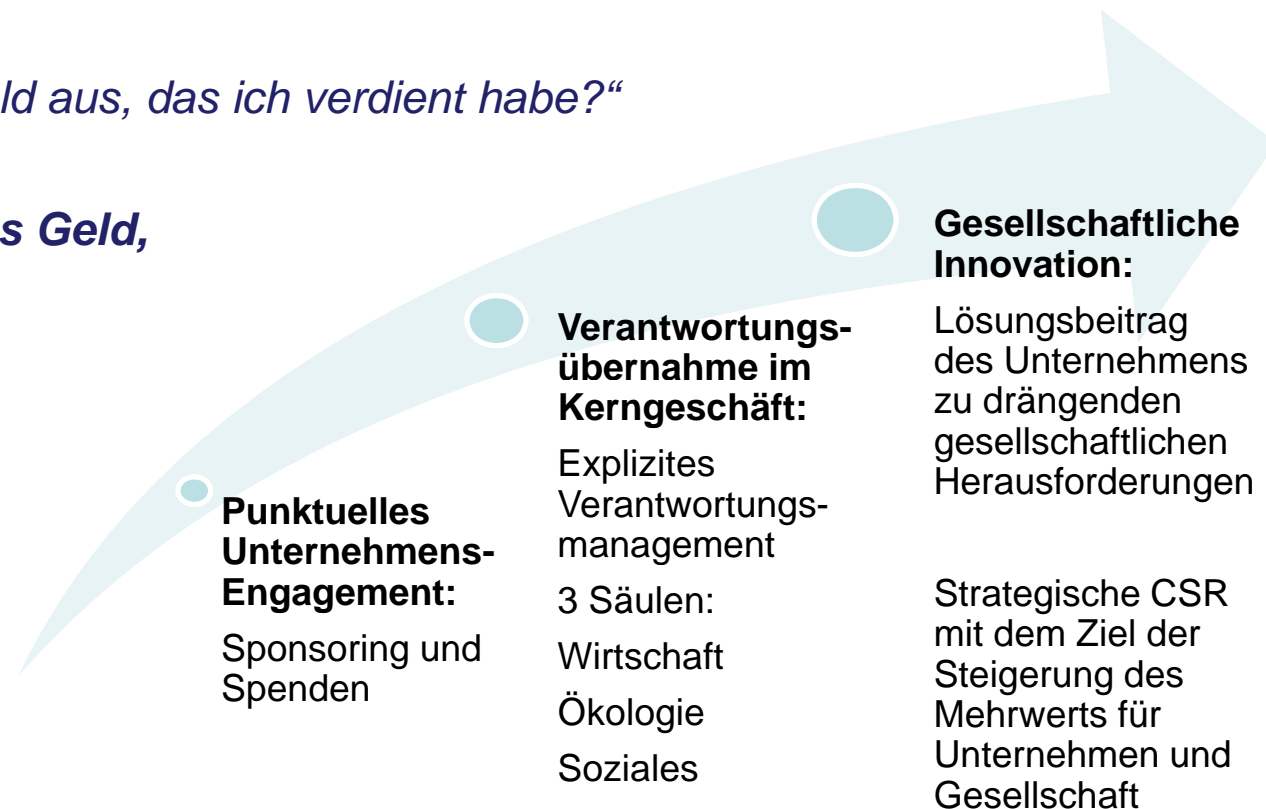 ld aus, das ich verdient habe?“
s Geld,
Punktuelles
Unternehmens-
Engagement:
Sponsoring und
Spenden
Verantwortungs-
übernahme im
Kerngeschäft:
Explizites
Verantwortungs-
management
3 Säulen:
Wirtschaft
Ökologie
Soziales
Gesellschaftliche
Innovation:
Lösungsbeitrag
des Unternehmens
zu drängenden
gesellschaftlichen
Herausforderungen
Strategische CSR
mit dem Ziel der
Steigerung des
Mehrwerts für
Unternehmen und
Gesellschaft